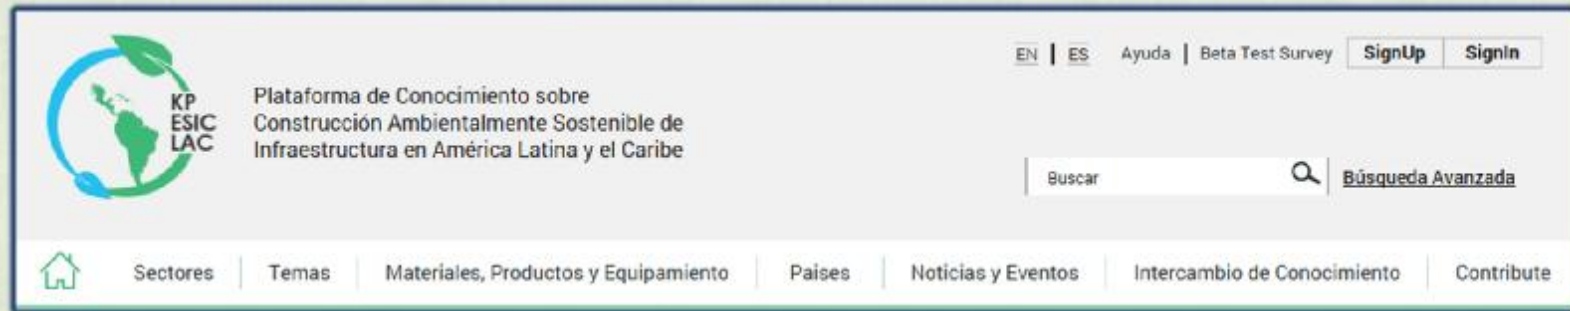 EN | ES Ayuda | Beta Test Survey SignUp SignIn
KP
ESIC
LAC
Plataforma de Conocimiento sobre
Construcción Ambientalmente Sostenible de
Infraestructura en América Latina y el Caribe
Buscar Búsqueda Avanzada
Sectores Temas Materiales, Productos y Equipamiento Paises Noticias y Eventos Intercambio de Conocimiento Contribute